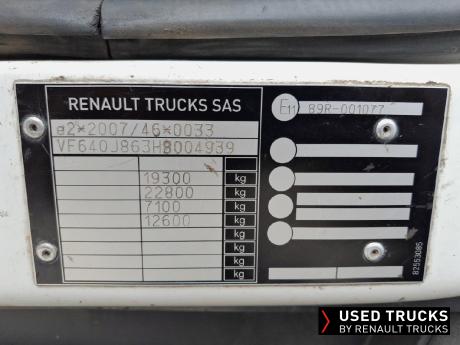 RENAULT TRUCKS SAS
e2*2007/46*0033
VF640J863HB004939
19300 kg
22800 kg
7100 kg
12600 kg
kg
kg
kg
kg
E11 89R-001077
82553085
USED TRUCKS
BY RENAULT TRUCKS